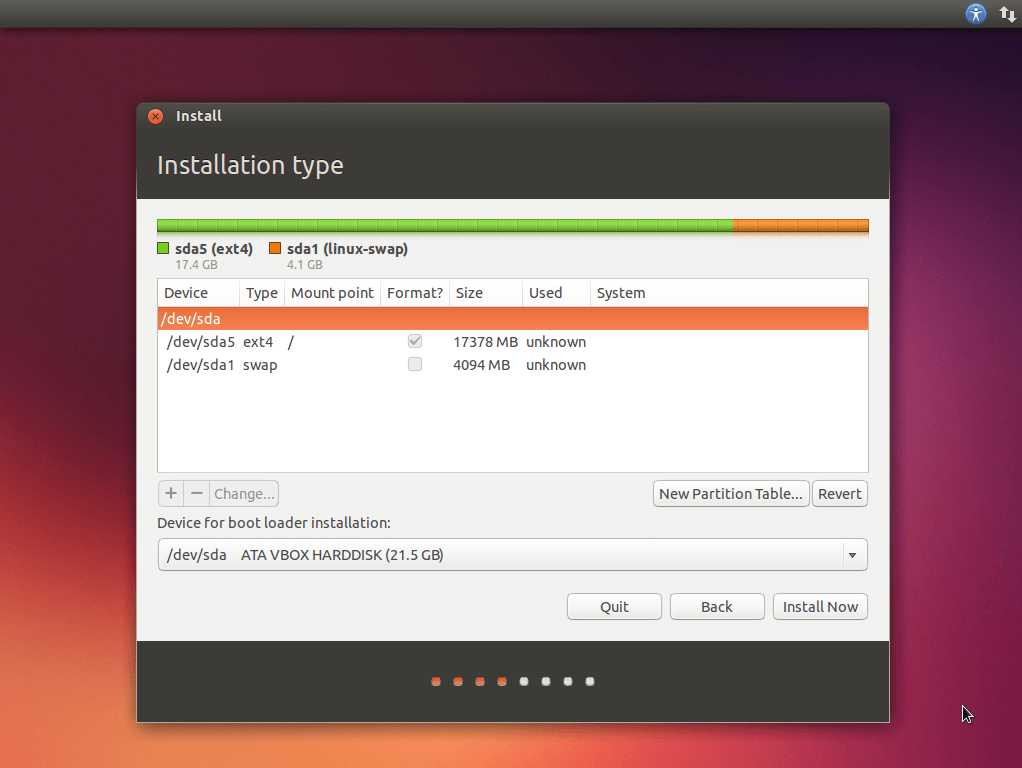 Install
Installation type
sda5 (ext4) sda1 (linux-swap)
17.4 GB 4.1 GB
Device Type Mount point Format? Size Used System
/dev/sda
/dev/sda5 ext4 / 17378 MB unknown
/dev/sda1 swap 4094 MB unknown
+ − Change... New Partition Table... Revert
Device for boot loader installation:
/dev/sda ATA VBOX HARDDISK (21.5 GB)
Quit Back Install Now